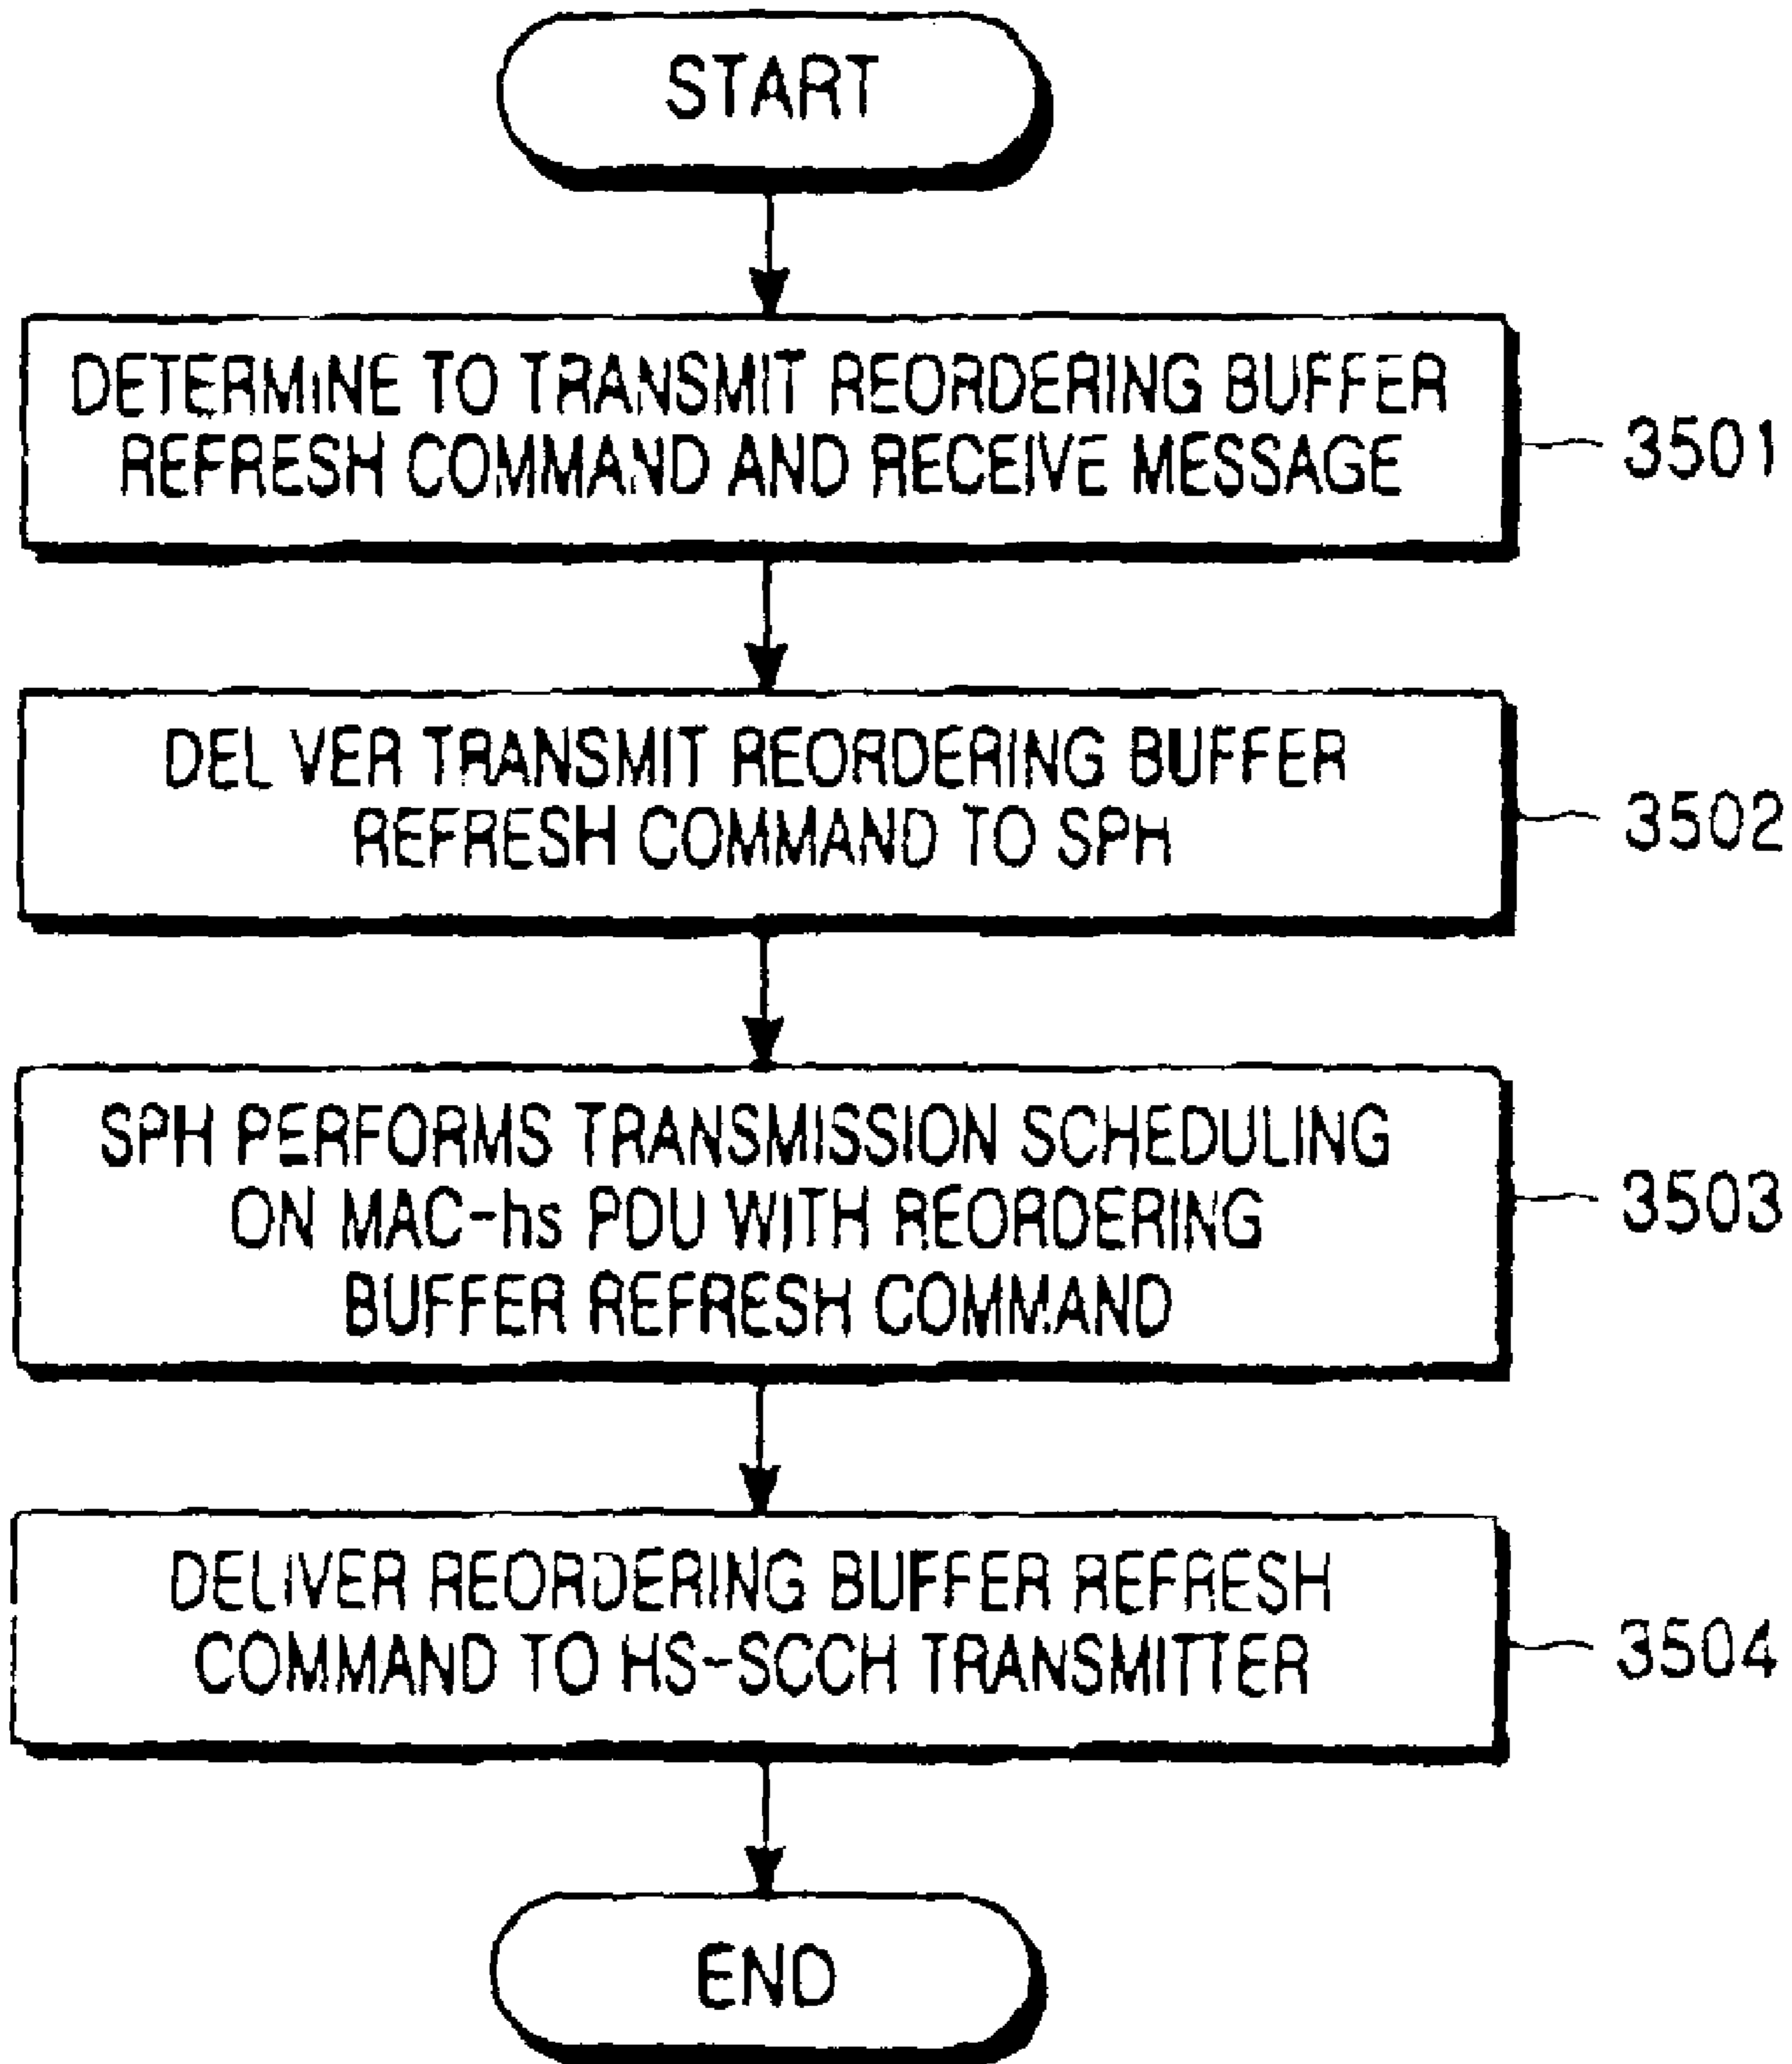 START
DETERMINE TO TRANSMIT REORDERING BUFFER
REFRESH COMMAND AND RECEIVE MESSAGE
3501
DEL VER TRANSMIT REORDERING BUFFER
REFRESH COMMAND TO SPH
3502
SPH PERFORMS TRANSMISSION SCHEDULING
ON MAC-hs PDU WITH REORDERING
BUFFER REFRESH COMMAND
3503
DELIVER REORDERING BUFFER REFRESH
COMMAND TO HS-SCCH TRANSMITTER
3504
END